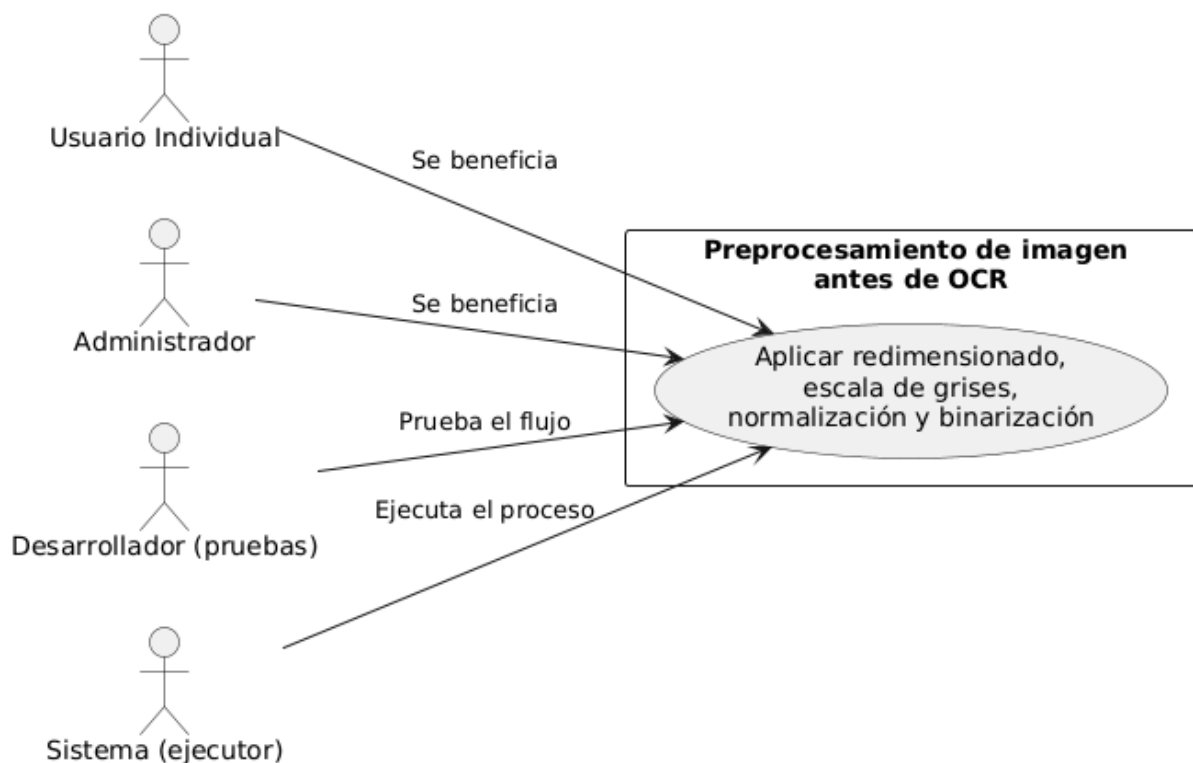 Usuario Individual
Se beneficia
Administrador
Se beneficia
Desarrollador (pruebas)
Prueba el flujo
Sistema (ejecutor)
Ejecuta el proceso
Preprocesamiento de imagen
antes de OCR
Aplicar redimensionado,
escala de grises,
normalización y binarización